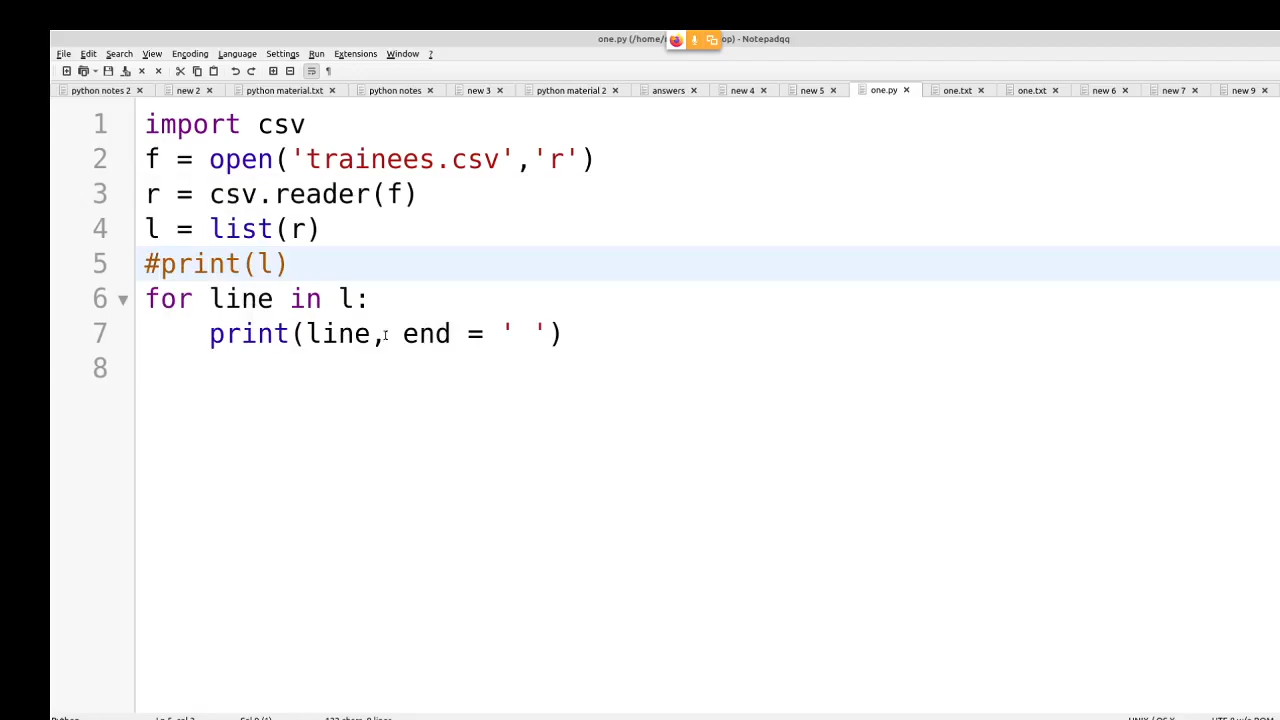 one.py (/home/ op) - Notepadqq
File Edit Search View Encoding Language Settings Run Extensions Window ?
python notes 2 new 2 python material.txt python notes new 3 python material 2 answers new 4 new 5 one.py one.txt one.txt new 6 new 7 new 9
1 import csv
2 f = open('trainees.csv','r')
3 r = csv.reader(f)
4 l = list(r)
5 #print(l)
6 for line in l:
7 print(line, end = ' ')
8